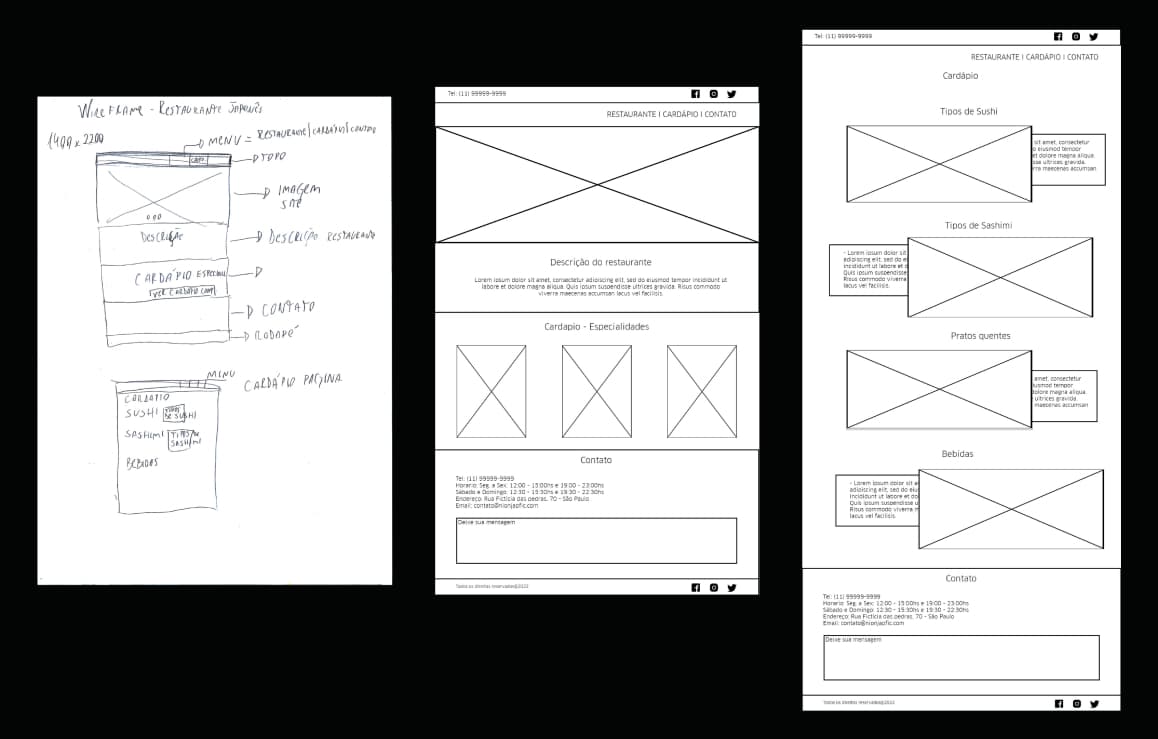 WIREFRAME - RESTAURANTE JAPONÊS
1400 x 2200
MENU = RESTAURANTE|CARDÁPIO|CONTATO
TOPO
IMAGEM
SITE
DESCRIÇÃO
DESCRIÇÃO RESTAURANTE
CARDÁPIO ESPECIAL
VER CARDÁPIO COMP
CONTATO
RODAPÉ
MENU
CARDÁPIO PAGINA
CARDAPIO
SUSHI
TIPOS
DE SUSHI
SASHIMI
TIPOS DE
SASHIMI
BEBIDAS
Tel: (11) 99999-9999
RESTAURANTE I CARDÁPIO I CONTATO
Descrição do restaurante
Lorem ipsum dolor sit amet, consectetur adipiscing elit, sed do eiusmod tempor incididunt ut
labore et dolore magna aliqua. Quis ipsum suspendisse ultrices gravida. Risus commodo
viverra maecenas accumsan lacus vel facilisis.
Cardapio - Especialidades
Contato
Tel: (11) 99999-9999
Horario: Seg. a Sex: 12:00 - 15:00hs e 19:00 - 23:00hs
Sábado e Domingo: 12:30 - 15:30hs e 19:30 - 22:30hs
Endereço: Rua Fictícia das pedras, 70 - São Paulo
Email: contato@nionjapfic.com
Deixe sua mensagem
Todos os direitos reservados@2022
Tel: (11) 99999-9999
RESTAURANTE I CARDÁPIO I CONTATO
Cardápio
Tipos de Sushi
sit amet, consectetur
o eiusmod tempor
et dolore magna aliqua.
sse ultrices gravida.
rra maecenas accumsan
Tipos de Sashimi
- Lorem ipsum dolor sit
adipiscing elit, sed do e
incididunt ut labore et d
Quis ipsum suspendisse
Risus commodo viverra
lacus vel facilisis.
Pratos quentes
amet, consectetur
iusmod tempor
dolore magna aliqua.
ultrices gravida.
maecenas accumsan
Bebidas
- Lorem ipsum dolor sit a
adipiscing elit, sed do eiu
incididunt ut labore et do
Quis ipsum suspendisse u
Risus commodo viverra m
lacus vel facilisis.
Contato
Tel: (11) 99999-9999
Horario: Seg. a Sex: 12:00 - 15:00hs e 19:00 - 23:00hs
Sábado e Domingo: 12:30 - 15:30hs e 19:30 - 22:30hs
Endereço: Rua Fictícia das pedras, 70 - São Paulo
Email: contato@nionjapfic.com
Deixe sua mensagem
Todos os direitos reservados@2022